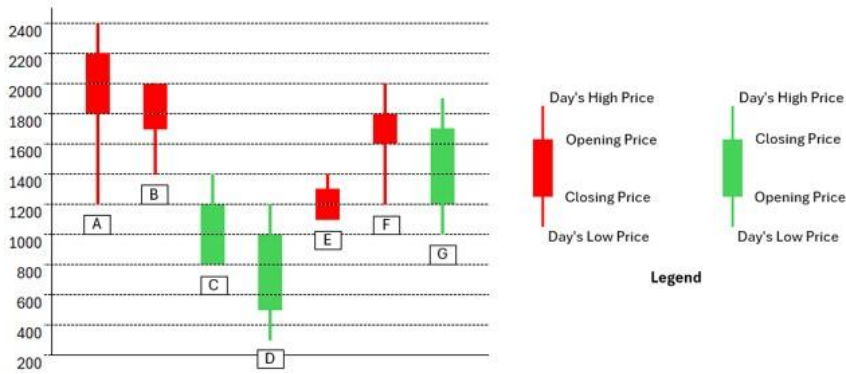 2400
2200
2000
1800
1600
1400
1200
1000
800
600
400
200
A
B
C
D
E
F
G
Day's High Price
Opening Price
Closing Price
Day's Low Price
Day's High Price
Closing Price
Opening Price
Day's Low Price
Legend